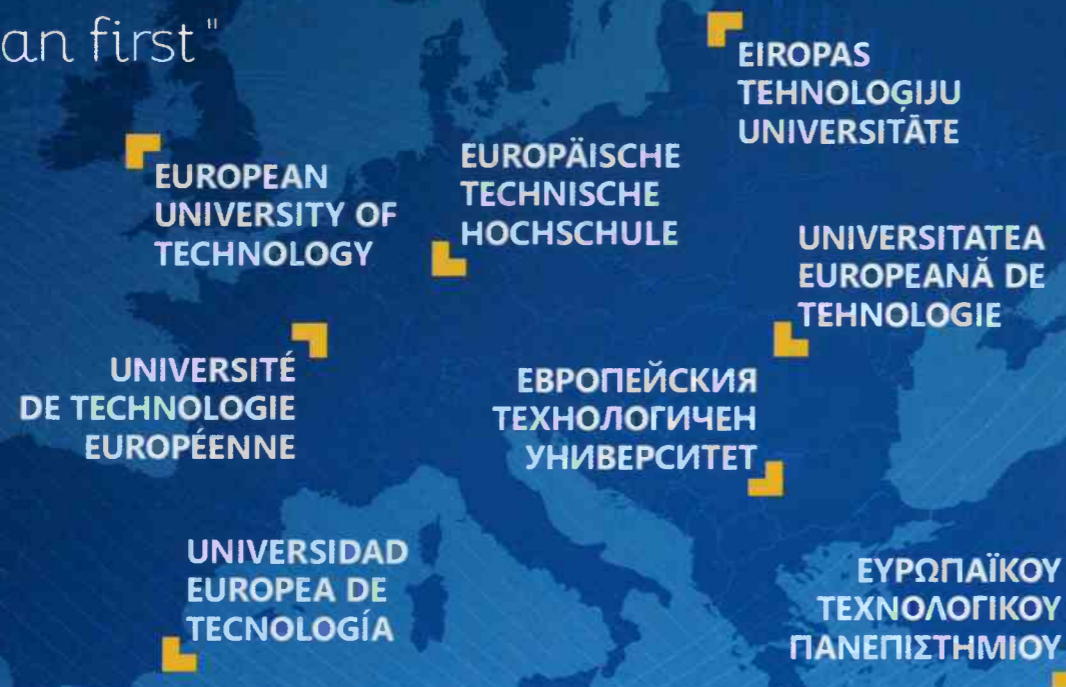 an first"
EIROPAS
TEHNOLOĢIJU
UNIVERSITĀTE
EUROPEAN
UNIVERSITY OF
TECHNOLOGY
EUROPÄISCHE
TECHNISCHE
HOCHSCHULE
UNIVERSITATEA
EUROPEANĂ DE
TEHNOLOGIE
UNIVERSITÉ
DE TECHNOLOGIE
EUROPÉENNE
ЕВРОПЕЙСКИЯ
ТЕХНОЛОГИЧЕН
УНИВЕРСИТЕТ
UNIVERSIDAD
EUROPEA DE
TECNOLOGÍA
ΕΥΡΩΠΑΪΚΟΥ
ΤΕΧΝΟΛΟΓΙΚΟΥ
ΠΑΝΕΠΙΣΤΗΜΙΟΥ